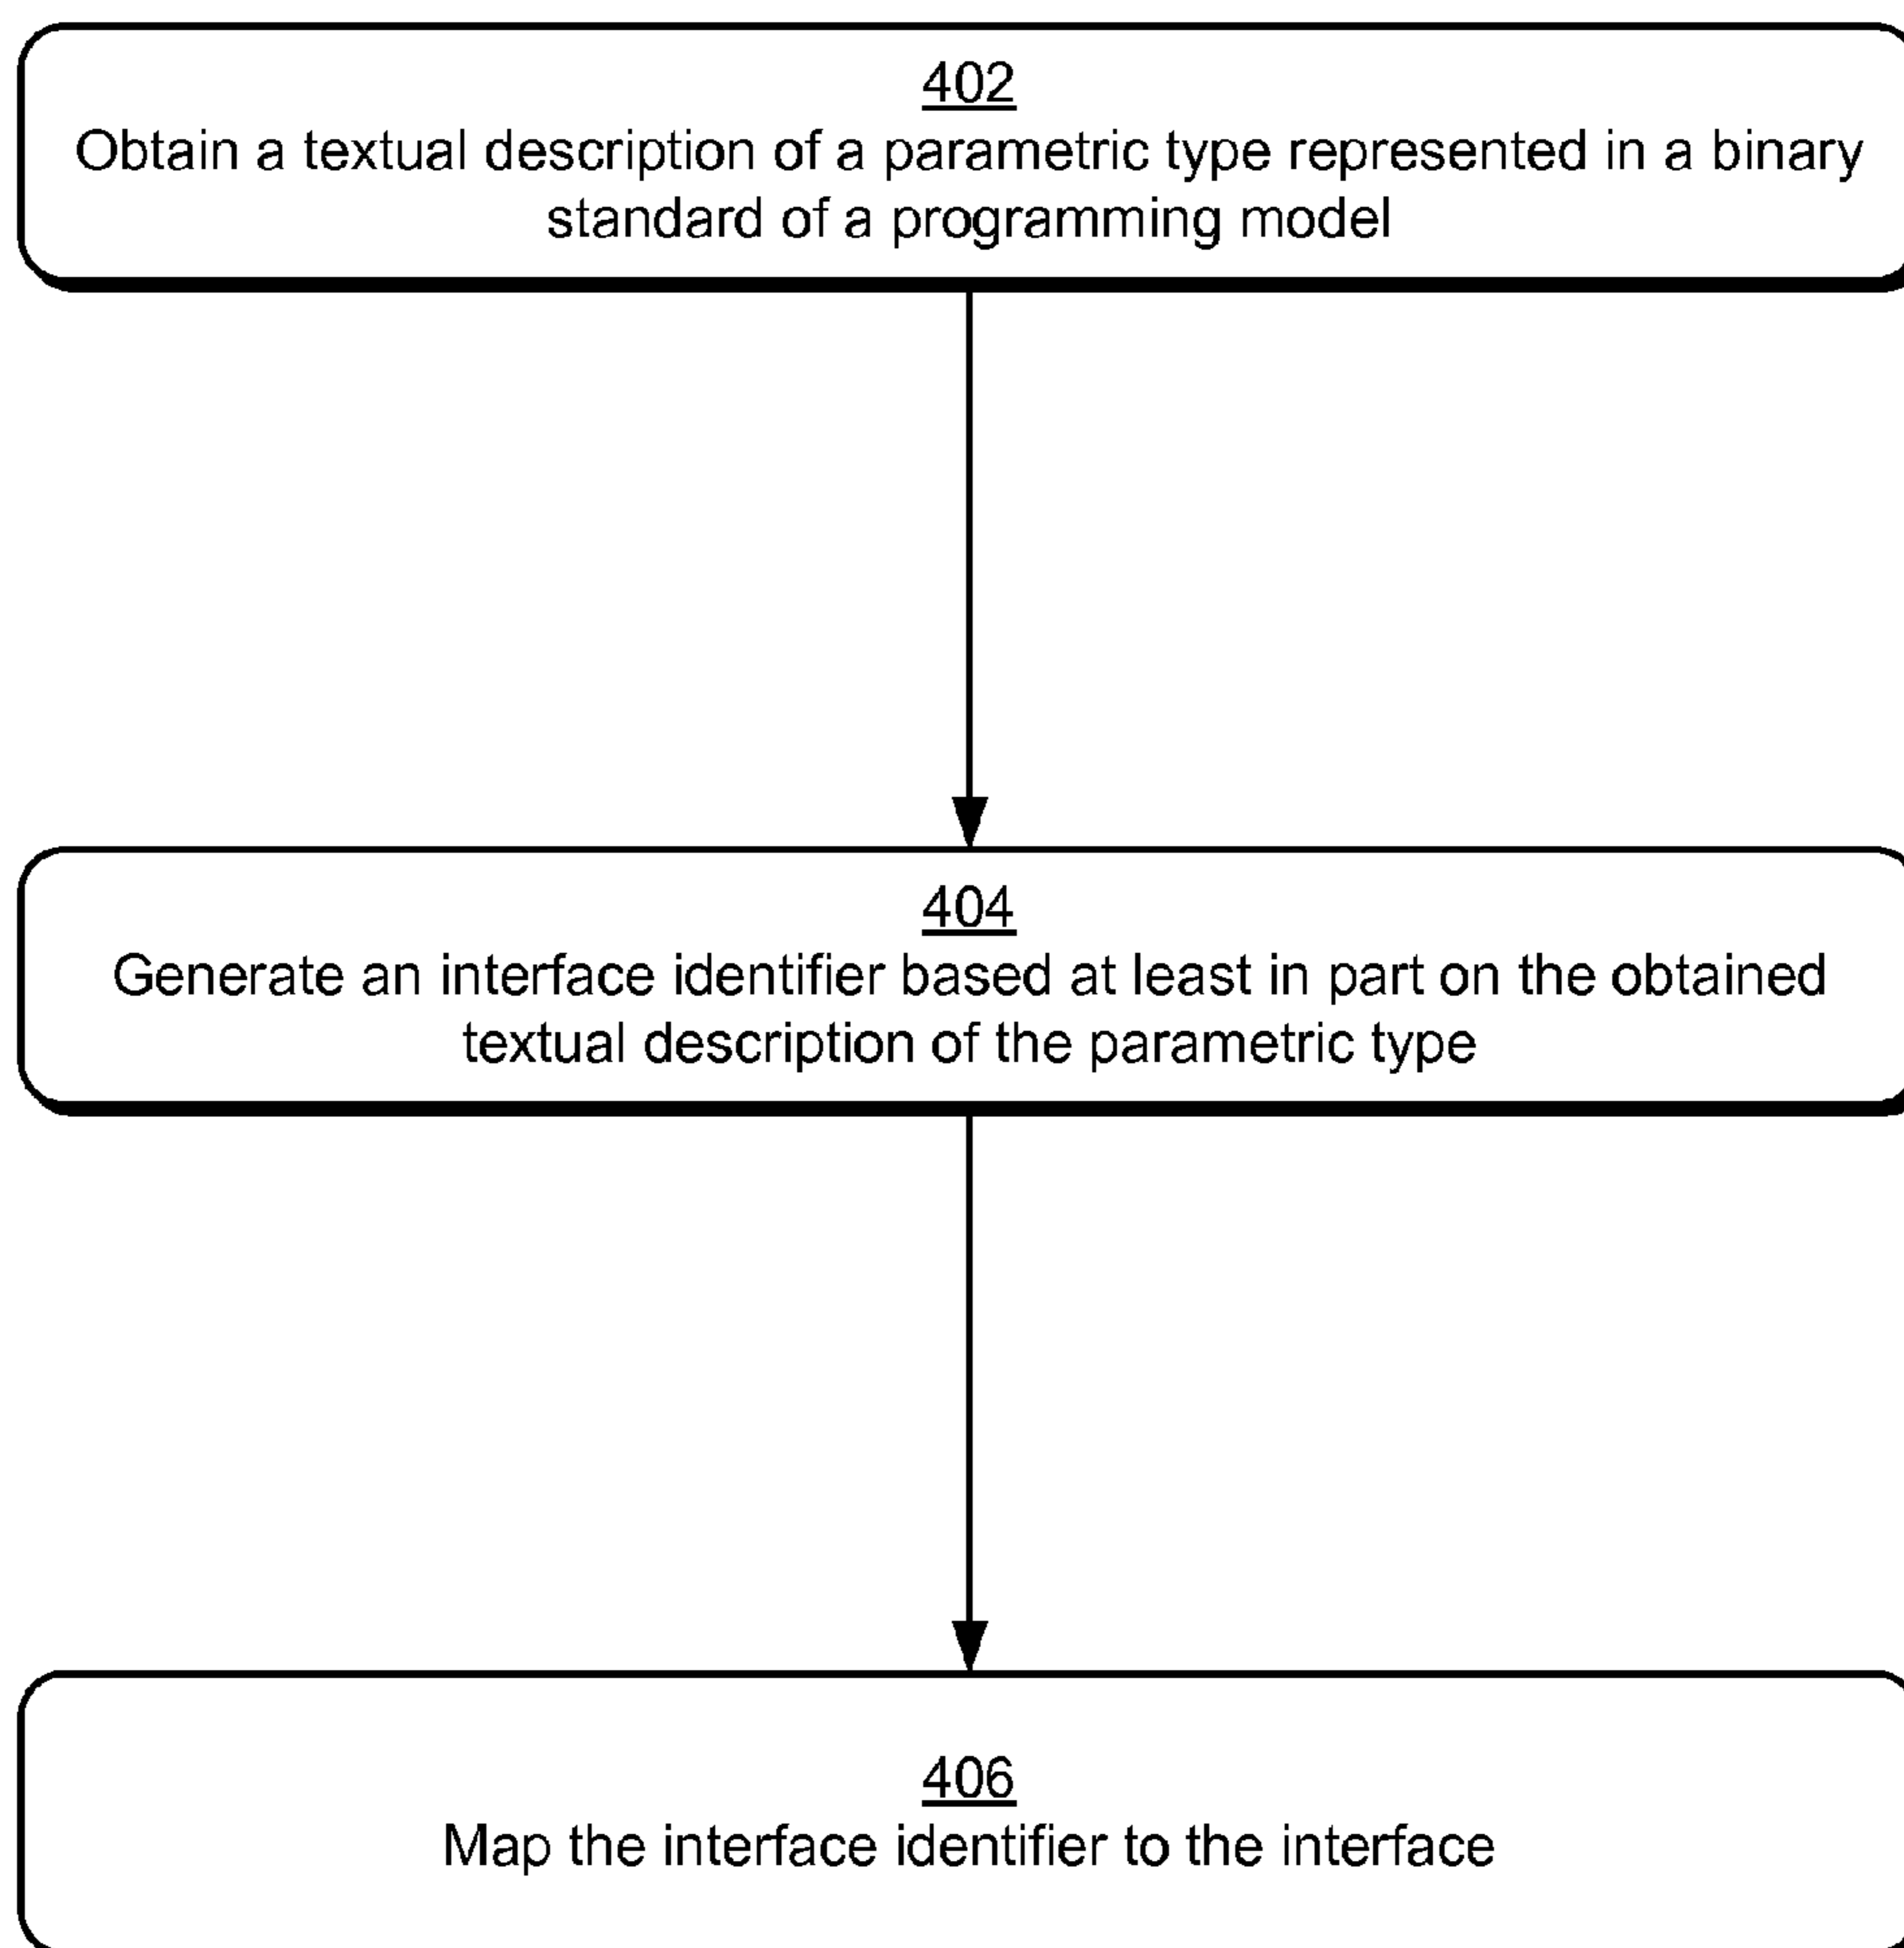 402
Obtain a textual description of a parametric type represented in a binary
standard of a programming model
404
Generate an interface identifier based at least in part on the obtained
textual description of the parametric type
406
Map the interface identifier to the interface